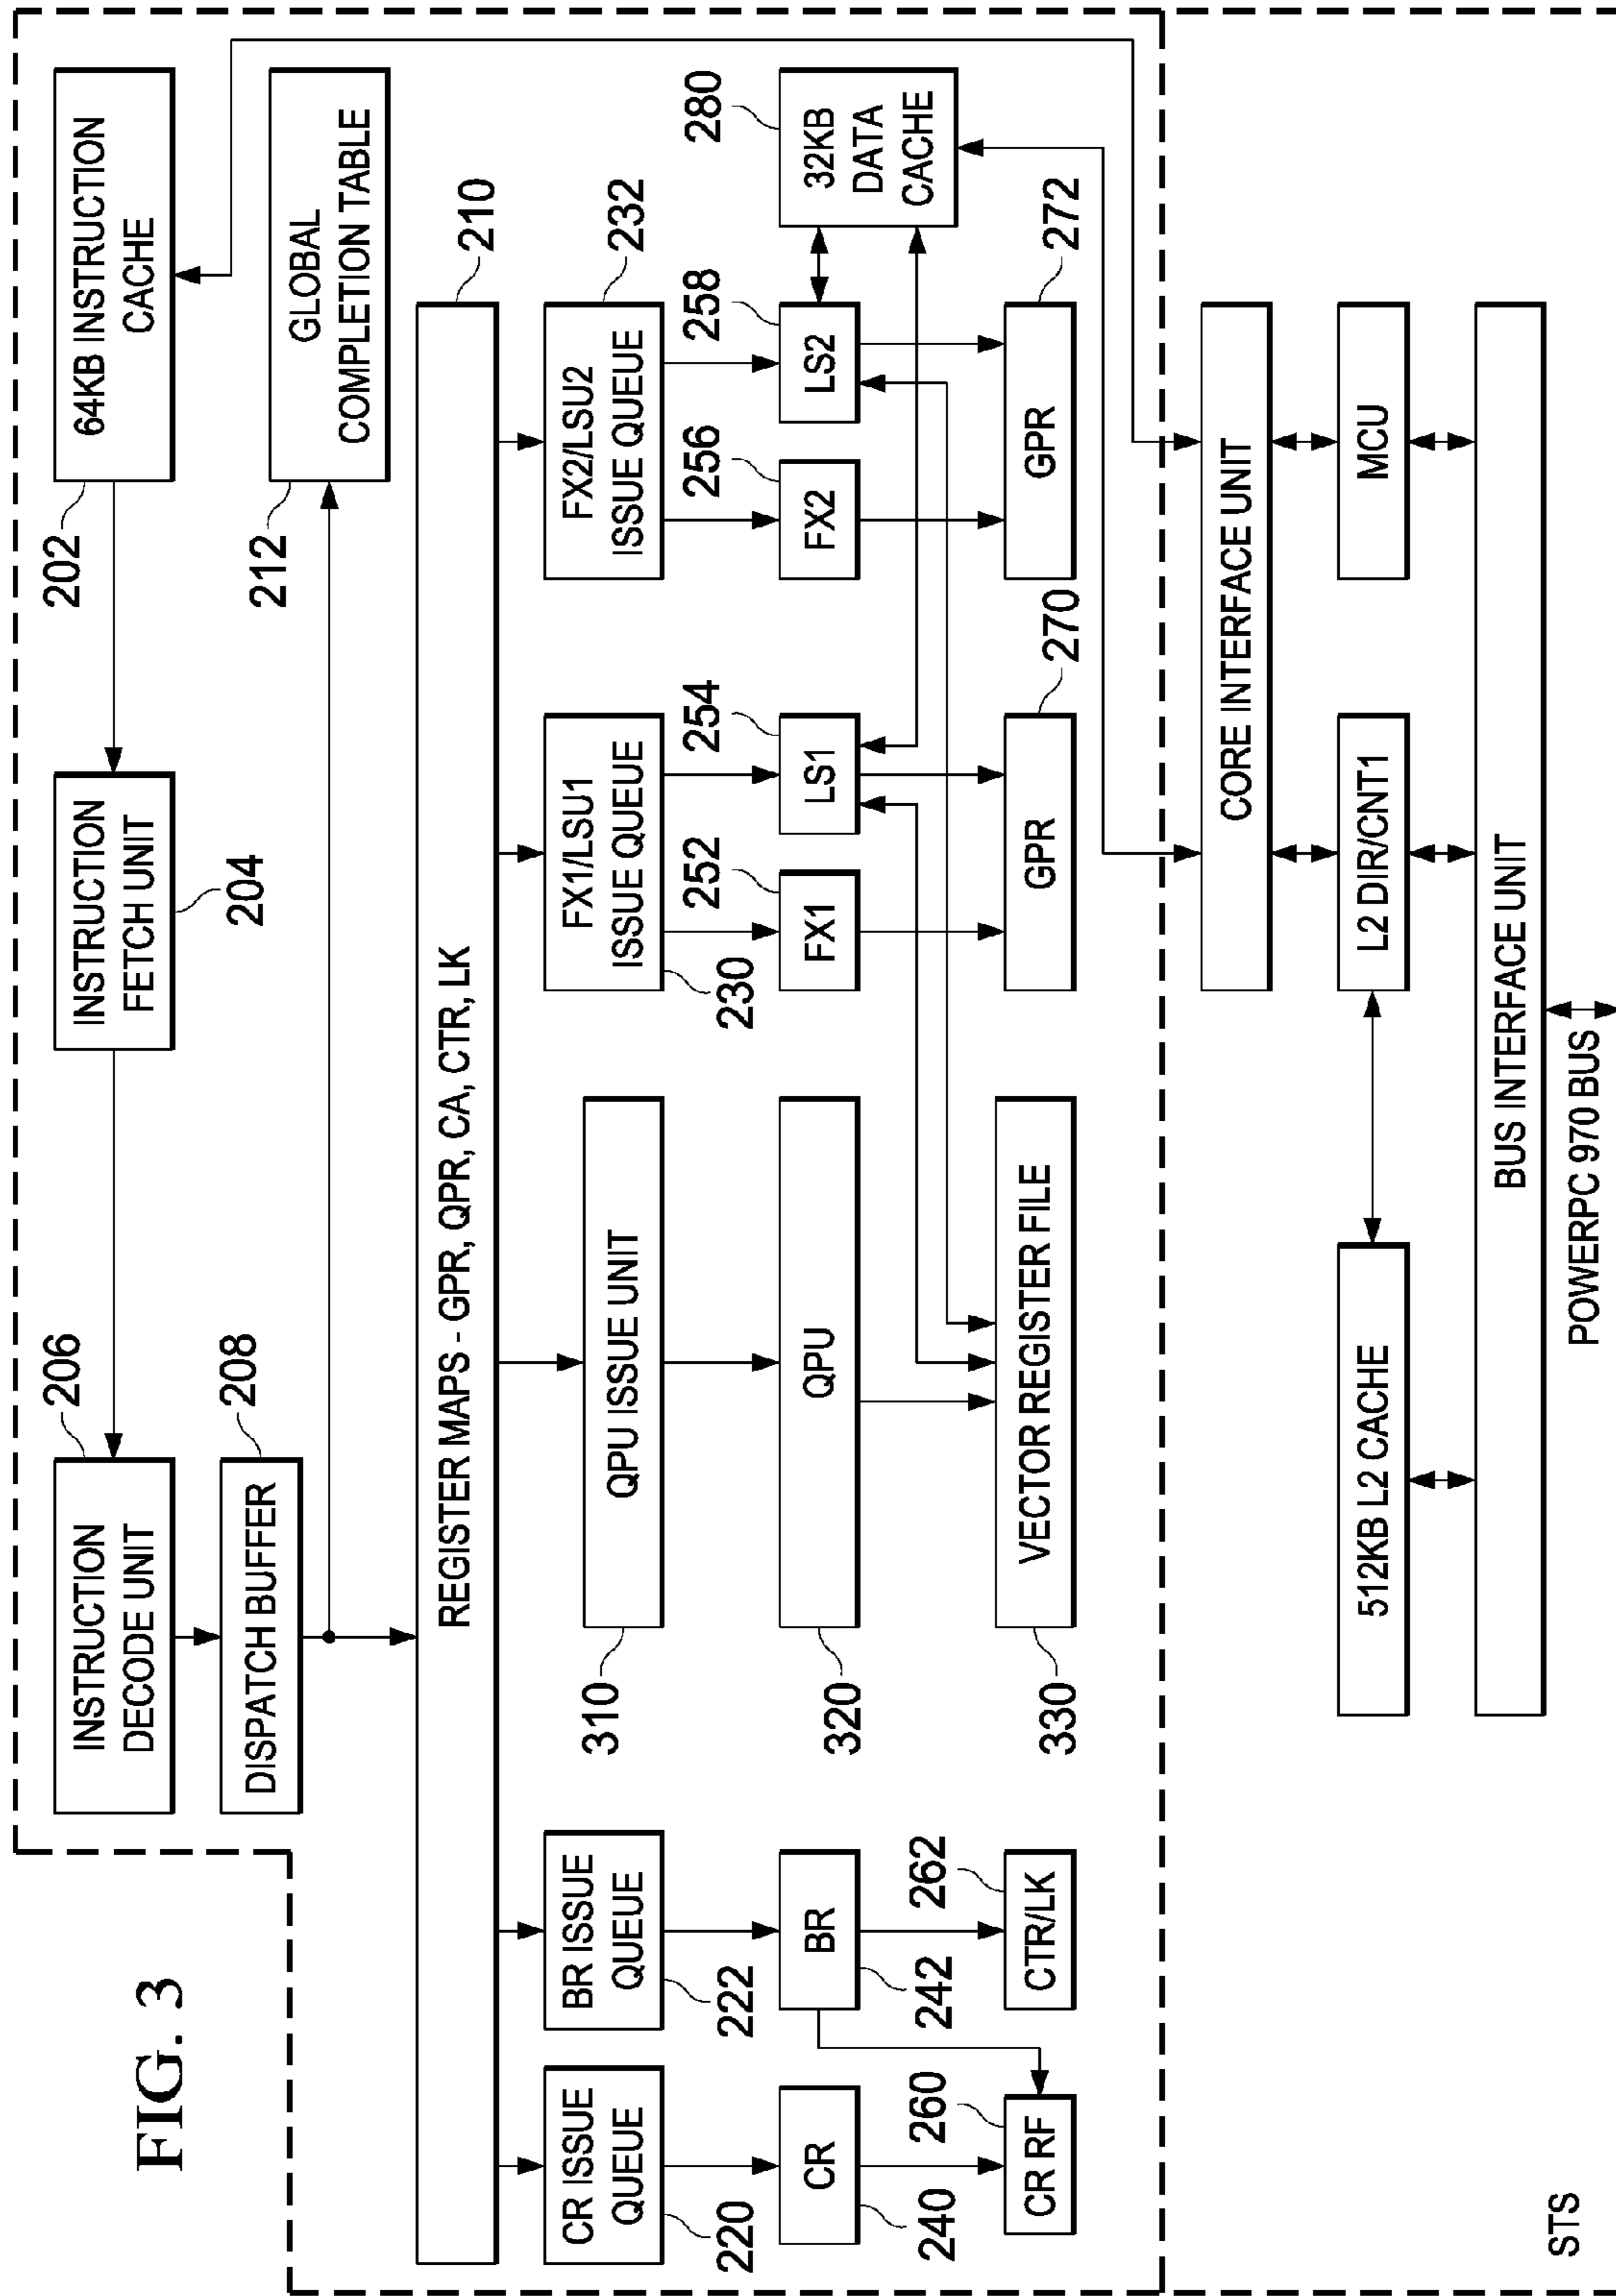 FIG. 3
206
INSTRUCTION
DECODE UNIT
204
INSTRUCTION
FETCH UNIT
202
64KB INSTRUCTION
CACHE
208
DISPATCH BUFFER
212
GLOBAL
COMPLETION TABLE
REGISTER MAPS - GPR, QPR, CA, CTR, LK
210
CR ISSUE
QUEUE
220
BR ISSUE
QUEUE
222
QPU ISSUE UNIT
310
FX1/LSU1
ISSUE QUEUE
230
FX2/LSU2
ISSUE QUEUE
232
CR
240
BR
242
QPU
320
FX1
252
LS1
254
FX2
256
LS2
258
32KB
DATA
CACHE
280
CR RF
260
CTR/LK
262
VECTOR REGISTER FILE
330
GPR
270
GPR
272
CORE INTERFACE UNIT
512KB L2 CACHE
L2 DIR/CNT1
MCU
BUS INTERFACE UNIT
STS
POWERPC 970 BUS